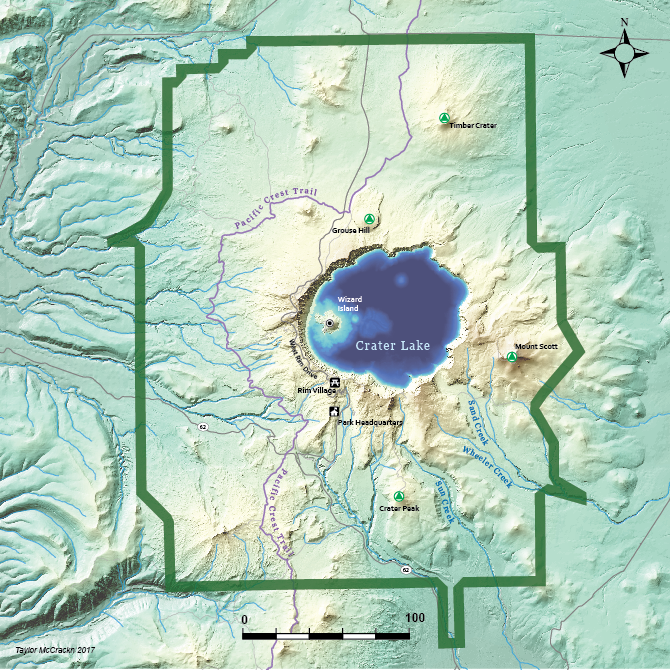 N
Timber Crater
Pacific Crest Trail
Grouse Hill
Wizard
Island
Crater Lake
Mount Scott
West Rim Drive
Rim Village
Park Headquarters
62
Sand Creek
Wheeler Creek
Pacific Crest Trail
Sun Creek
Crater Peak
62
0
100
Taylor McCrackn 2017